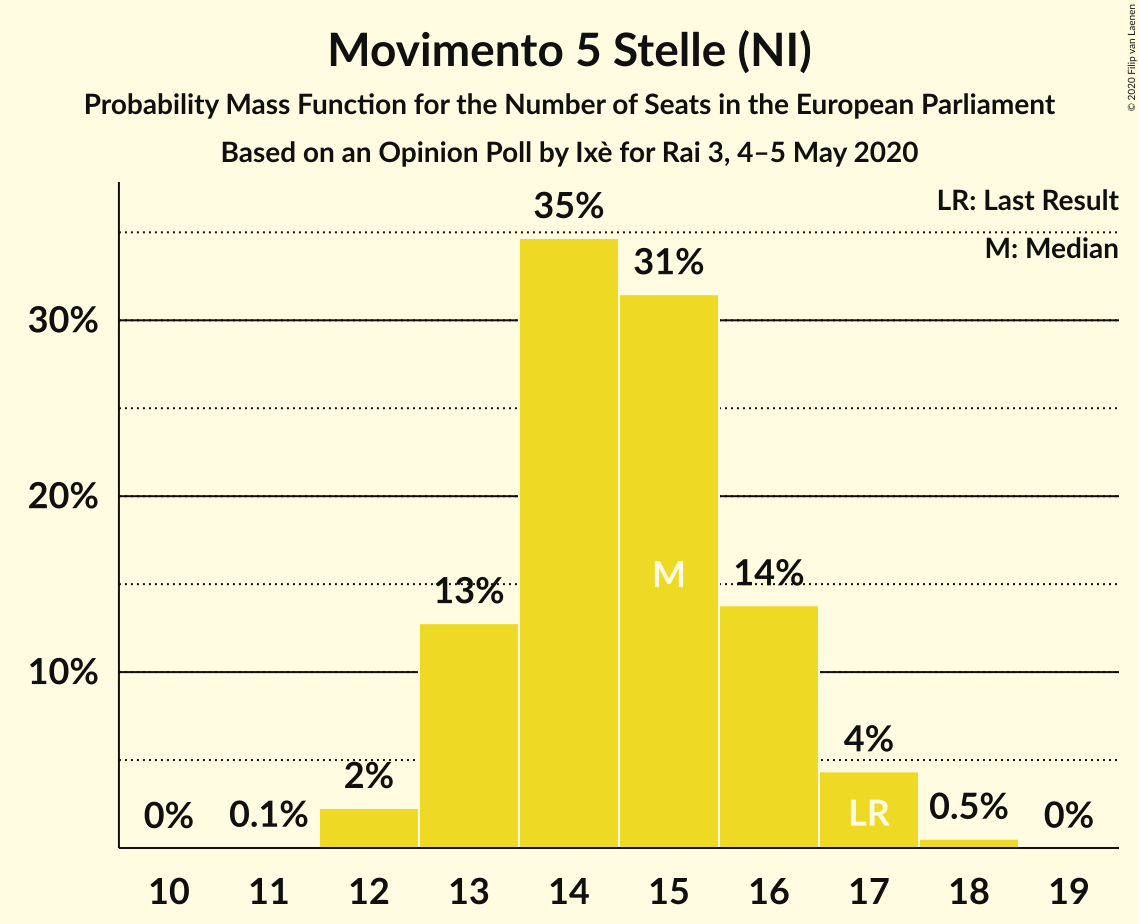 Movimento 5 Stelle (NI)
Probability Mass Function for the Number of Seats in the European Parliament
Based on an Opinion Poll by Ixè for Rai 3, 4–5 May 2020
© 2020 Filip van Laenen
LR: Last Result
M: Median
30%
20%
10%
0%
0.1%
2%
13%
35%
31%
14%
4%
0.5%
0%
M
LR
10 11 12 13 14 15 16 17 18 19